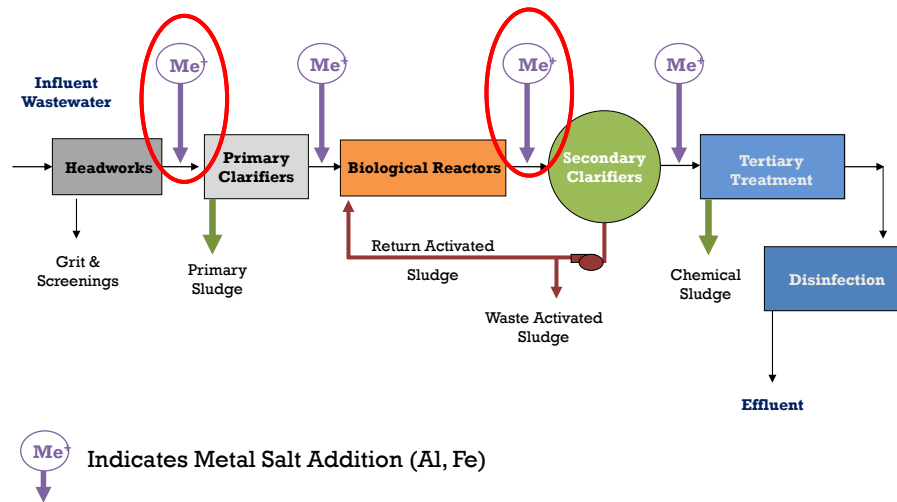 Me+
Me+
Me+
Me+
Influent
Wastewater
Headworks
Primary
Clarifiers
Biological Reactors
Secondary
Clarifiers
Tertiary
Treatment
Grit &
Screenings
Primary
Sludge
Return Activated
Sludge
Waste Activated
Sludge
Chemical
Sludge
Disinfection
Effluent
Me+
Indicates Metal Salt Addition (Al, Fe)